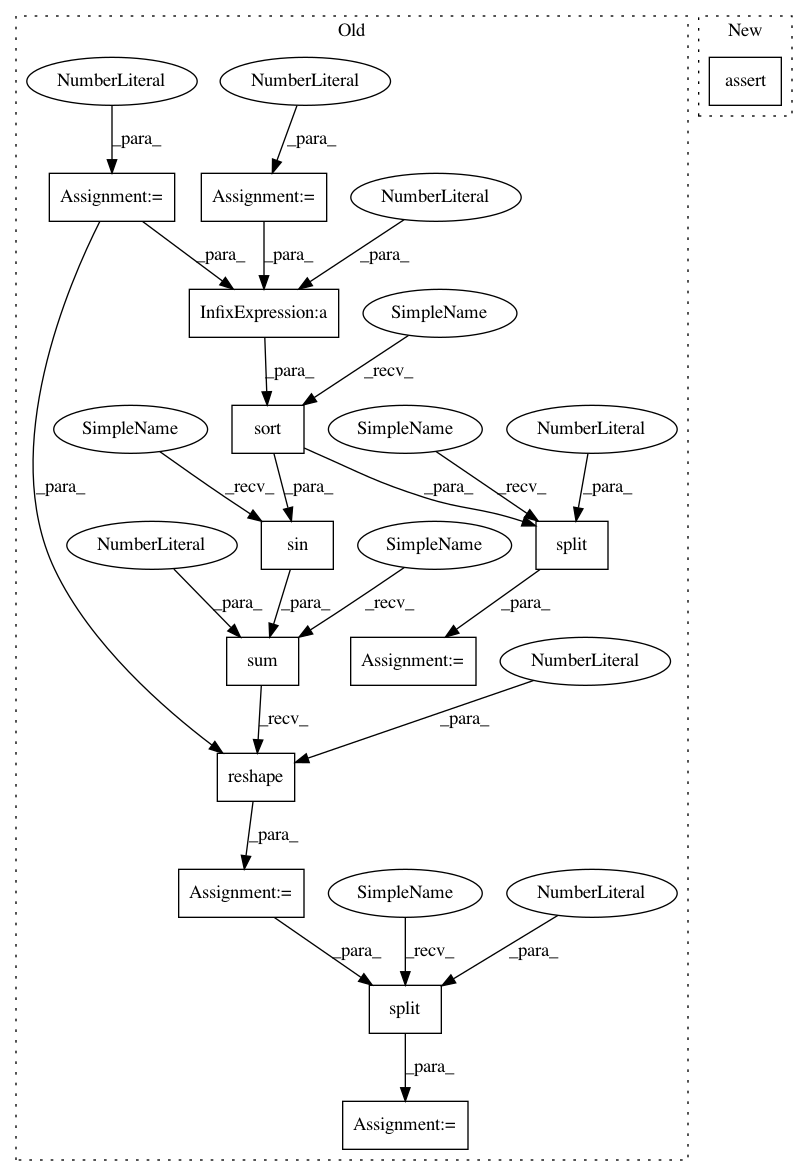 Old
New
NumberLiteral
NumberLiteral
assert
_para_
_para_
Assignment:=
Assignment:=
NumberLiteral
_para_
_para_
_para_
InfixExpression:a
SimpleName
_para_
_recv_
SimpleName
sort
SimpleName
NumberLiteral
_para_
_recv_
_para_
_para_
_recv_
_para_
NumberLiteral
sin
SimpleName
split
_para_
_para_
_recv_
_para_
sum
Assignment:=
NumberLiteral
_recv_
_para_
reshape
_para_
Assignment:=
SimpleName
NumberLiteral
_para_
_recv_
_para_
split
_para_
Assignment:=